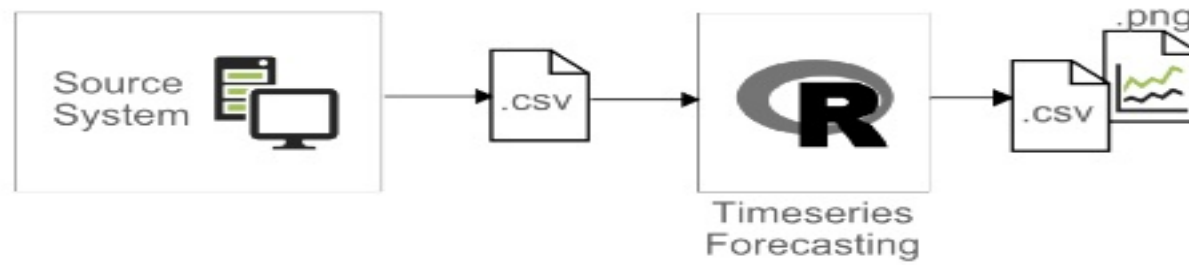 Source
System
.csv
R
Timeseries
Forecasting
.csv
.png